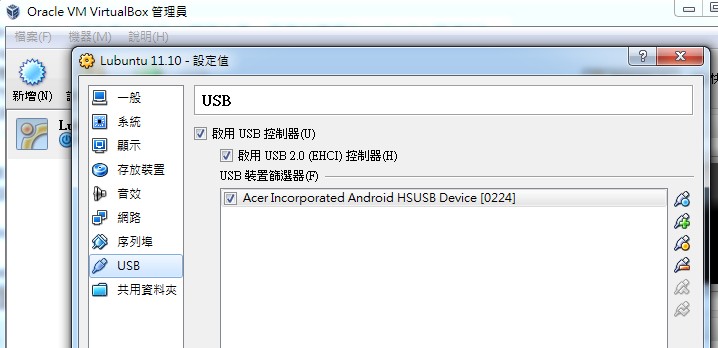 Oracle VM VirtualBox 管理員
檔案(F) 機器(M) 說明(H)
Lubuntu 11.10 - 設定值
新增(N)
Lu
一般
系統
顯示
存放裝置
音效
網路
序列埠
USB
共用資料夾
USB
啟用 USB 控制器(U)
啟用 USB 2.0 (EHCI) 控制器(H)
USB 裝置篩選器(F)
Acer Incorporated Android HSUSB Device [0224]